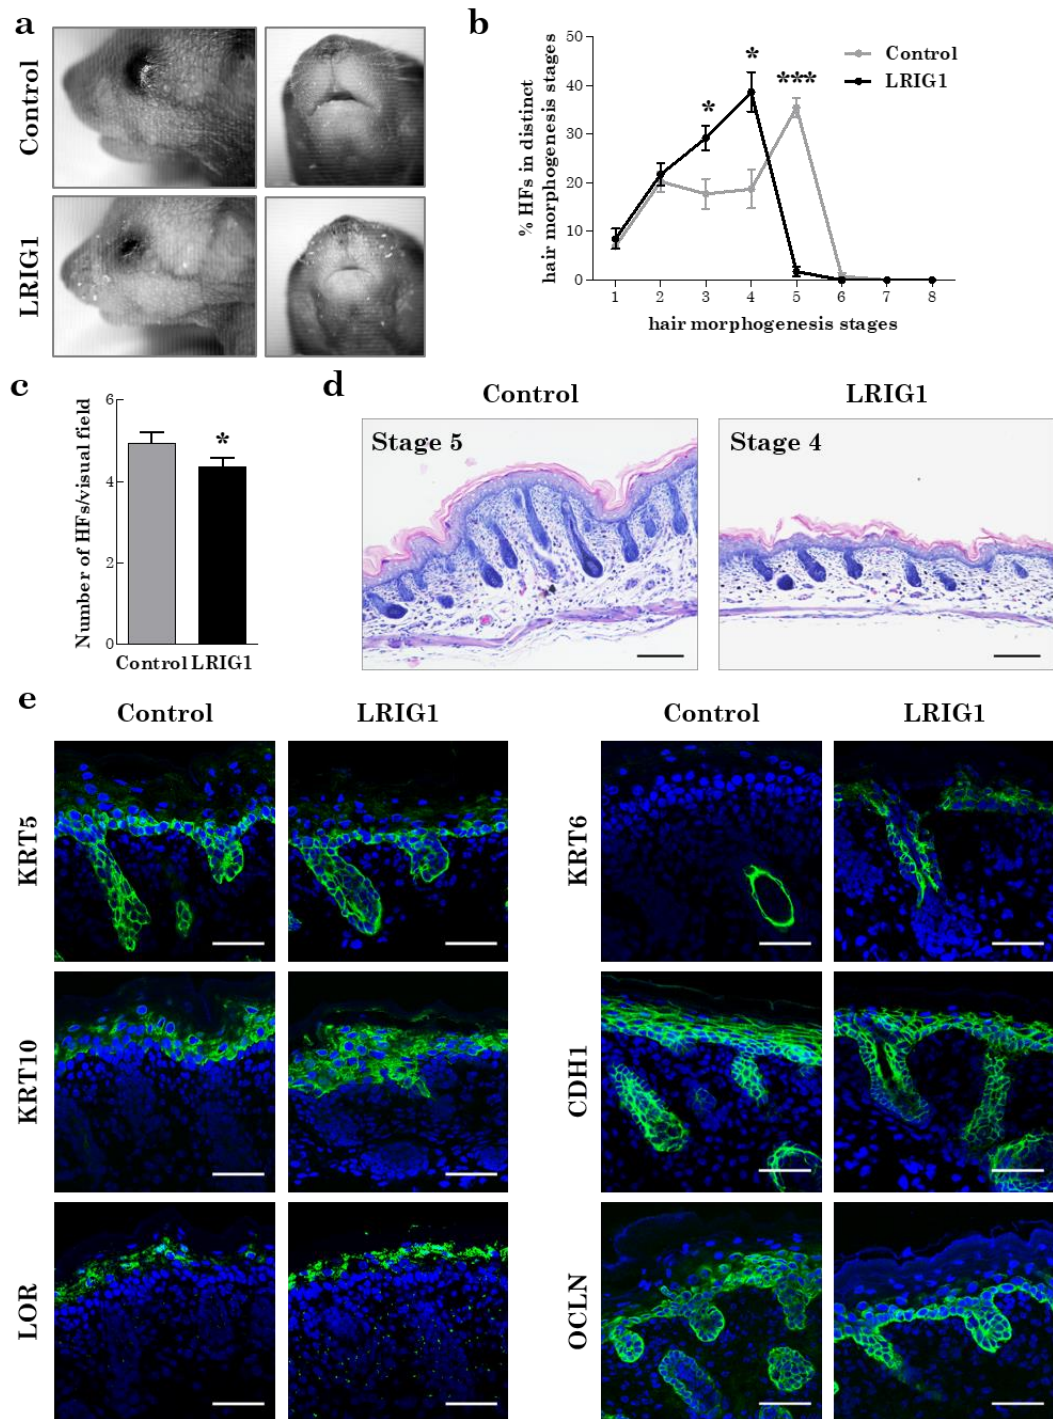 a
Control
LRIG1
b
% HFs in distinct
hair morphogenesis stages
50
40
30
20
10
0
*
*
***
Control
LRIG1
1 2 3 4 5 6 7 8
hair morphogenesis stages
c
Number of HFs/visual field
6
4
2
0
*
Control LRIG1
d
Control LRIG1
Stage 5 Stage 4
e
Control LRIG1 Control LRIG1
KRT5 KRT6
KRT10 CDH1
LOR OCLN